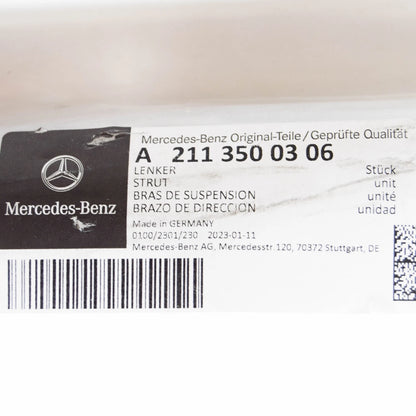 Mercedes-Benz Original-Teile/Geprüfte Qualität
A 211 350 03 06
LENKER Stück
STRUT unit
BRAS DE SUSPENSION unité
BRAZO DE DIRECCION unidad
Made in GERMANY
0100/2301/230 2023-01-11
Mercedes-Benz AG, Mercedesstr.120, 70372 Stuttgart, DE
Mercedes-Benz